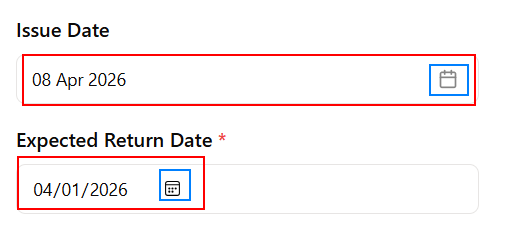 Issue Date
08 Apr 2026
Expected Return Date *
04/01/2026